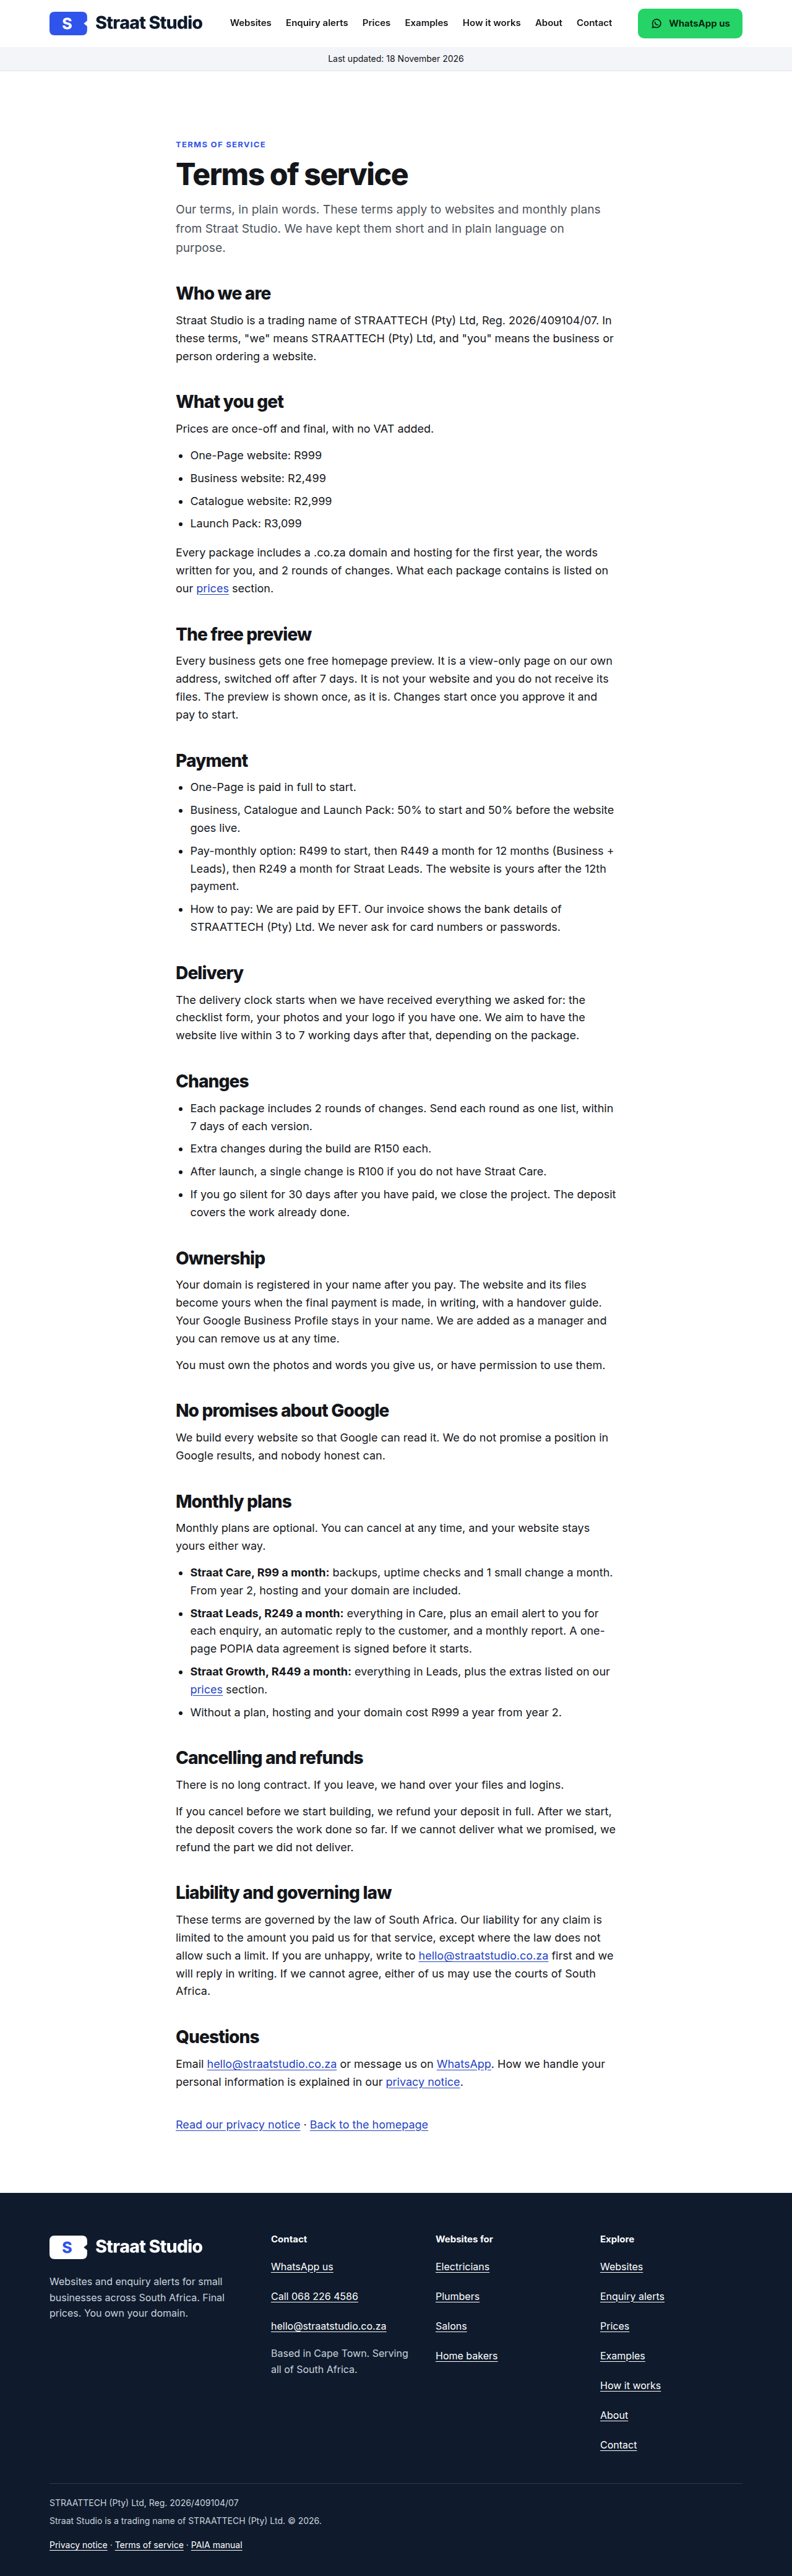 S Straat Studio Websites Enquiry alerts Prices Examples How it works About Contact WhatsApp us
Last updated: 18 November 2026
TERMS OF SERVICE
Terms of service
Our terms, in plain words. These terms apply to websites and monthly plans
from Straat Studio. We have kept them short and in plain language on
purpose.
Who we are
Straat Studio is a trading name of STRAATTECH (Pty) Ltd, Reg. 2026/409104/07. In
these terms, "we" means STRAATTECH (Pty) Ltd, and "you" means the business or
person ordering a website.
What you get
Prices are once-off and final, with no VAT added.
• One-Page website: R999
• Business website: R2,499
• Catalogue website: R2,999
• Launch Pack: R3,099
Every package includes a .co.za domain and hosting for the first year, the words
written for you, and 2 rounds of changes. What each package contains is listed on
our prices section.
The free preview
Every business gets one free homepage preview. It is a view-only page on our own
address, switched off after 7 days. It is not your website and you do not receive its
files. The preview is shown once, as it is. Changes start once you approve it and
pay to start.
Payment
• One-Page is paid in full to start.
• Business, Catalogue and Launch Pack: 50% to start and 50% before the website
goes live.
• Pay-monthly option: R499 to start, then R449 a month for 12 months (Business +
Leads), then R249 a month for Straat Leads. The website is yours after the 12th
payment.
• How to pay: We are paid by EFT. Our invoice shows the bank details of
STRAATTECH (Pty) Ltd. We never ask for card numbers or passwords.
Delivery
The delivery clock starts when we have received everything we asked for: the
checklist form, your photos and your logo if you have one. We aim to have the
website live within 3 to 7 working days after that, depending on the package.
Changes
• Each package includes 2 rounds of changes. Send each round as one list, within
7 days of each version.
• Extra changes during the build are R150 each.
• After launch, a single change is R100 if you do not have Straat Care.
• If you go silent for 30 days after you have paid, we close the project. The deposit
covers the work already done.
Ownership
Your domain is registered in your name after you pay. The website and its files
become yours when the final payment is made, in writing, with a handover guide.
Your Google Business Profile stays in your name. We are added as a manager and
you can remove us at any time.
You must own the photos and words you give us, or have permission to use them.
No promises about Google
We build every website so that Google can read it. We do not promise a position in
Google results, and nobody honest can.
Monthly plans
Monthly plans are optional. You can cancel at any time, and your website stays
yours either way.
• Straat Care, R99 a month: backups, uptime checks and 1 small change a month.
From year 2, hosting and your domain are included.
• Straat Leads, R249 a month: everything in Care, plus an email alert to you for
each enquiry, an automatic reply to the customer, and a monthly report. A one-
page POPIA data agreement is signed before it starts.
• Straat Growth, R449 a month: everything in Leads, plus the extras listed on our
prices section.
• Without a plan, hosting and your domain cost R999 a year from year 2.
Cancelling and refunds
There is no long contract. If you leave, we hand over your files and logins.
If you cancel before we start building, we refund your deposit in full. After we start,
the deposit covers the work done so far. If we cannot deliver what we promised, we
refund the part we did not deliver.
Liability and governing law
These terms are governed by the law of South Africa. Our liability for any claim is
limited to the amount you paid us for that service, except where the law does not
allow such a limit. If you are unhappy, write to hello@straatstudio.co.za first and we
will reply in writing. If we cannot agree, either of us may use the courts of South
Africa.
Questions
Email hello@straatstudio.co.za or message us on WhatsApp. How we handle your
personal information is explained in our privacy notice.
Read our privacy notice · Back to the homepage
S Straat Studio
Websites and enquiry alerts for small
businesses across South Africa. Final
prices. You own your domain.
Contact
WhatsApp us
Call 068 226 4586
hello@straatstudio.co.za
Based in Cape Town. Serving
all of South Africa.
Websites for
Electricians
Plumbers
Salons
Home bakers
Explore
Websites
Enquiry alerts
Prices
Examples
How it works
About
Contact
STRAATTECH (Pty) Ltd, Reg. 2026/409104/07
Straat Studio is a trading name of STRAATTECH (Pty) Ltd. © 2026.
Privacy notice · Terms of service · PAIA manual